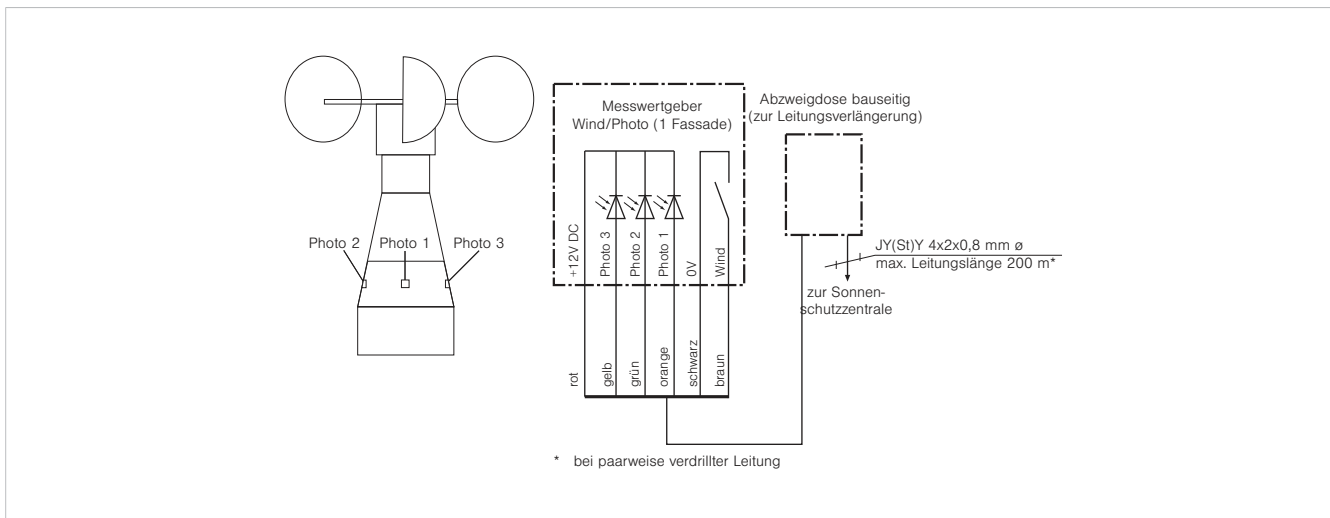 Messwertgeber
Wind/Photo (1 Fassade)
Abzweigdose bauseitig
(zur Leitungsverlängerung)
Photo 2
Photo 1
Photo 3
+12V DC
Photo 3
Photo 2
Photo 1
0V
Wind
JY(St)Y 4x2x0,8 mm ø
max. Leitungslänge 200 m*
zur Sonnen-
schutzzentrale
rot
gelb
grün
orange
schwarz
braun
* bei paarweise verdrillter Leitung